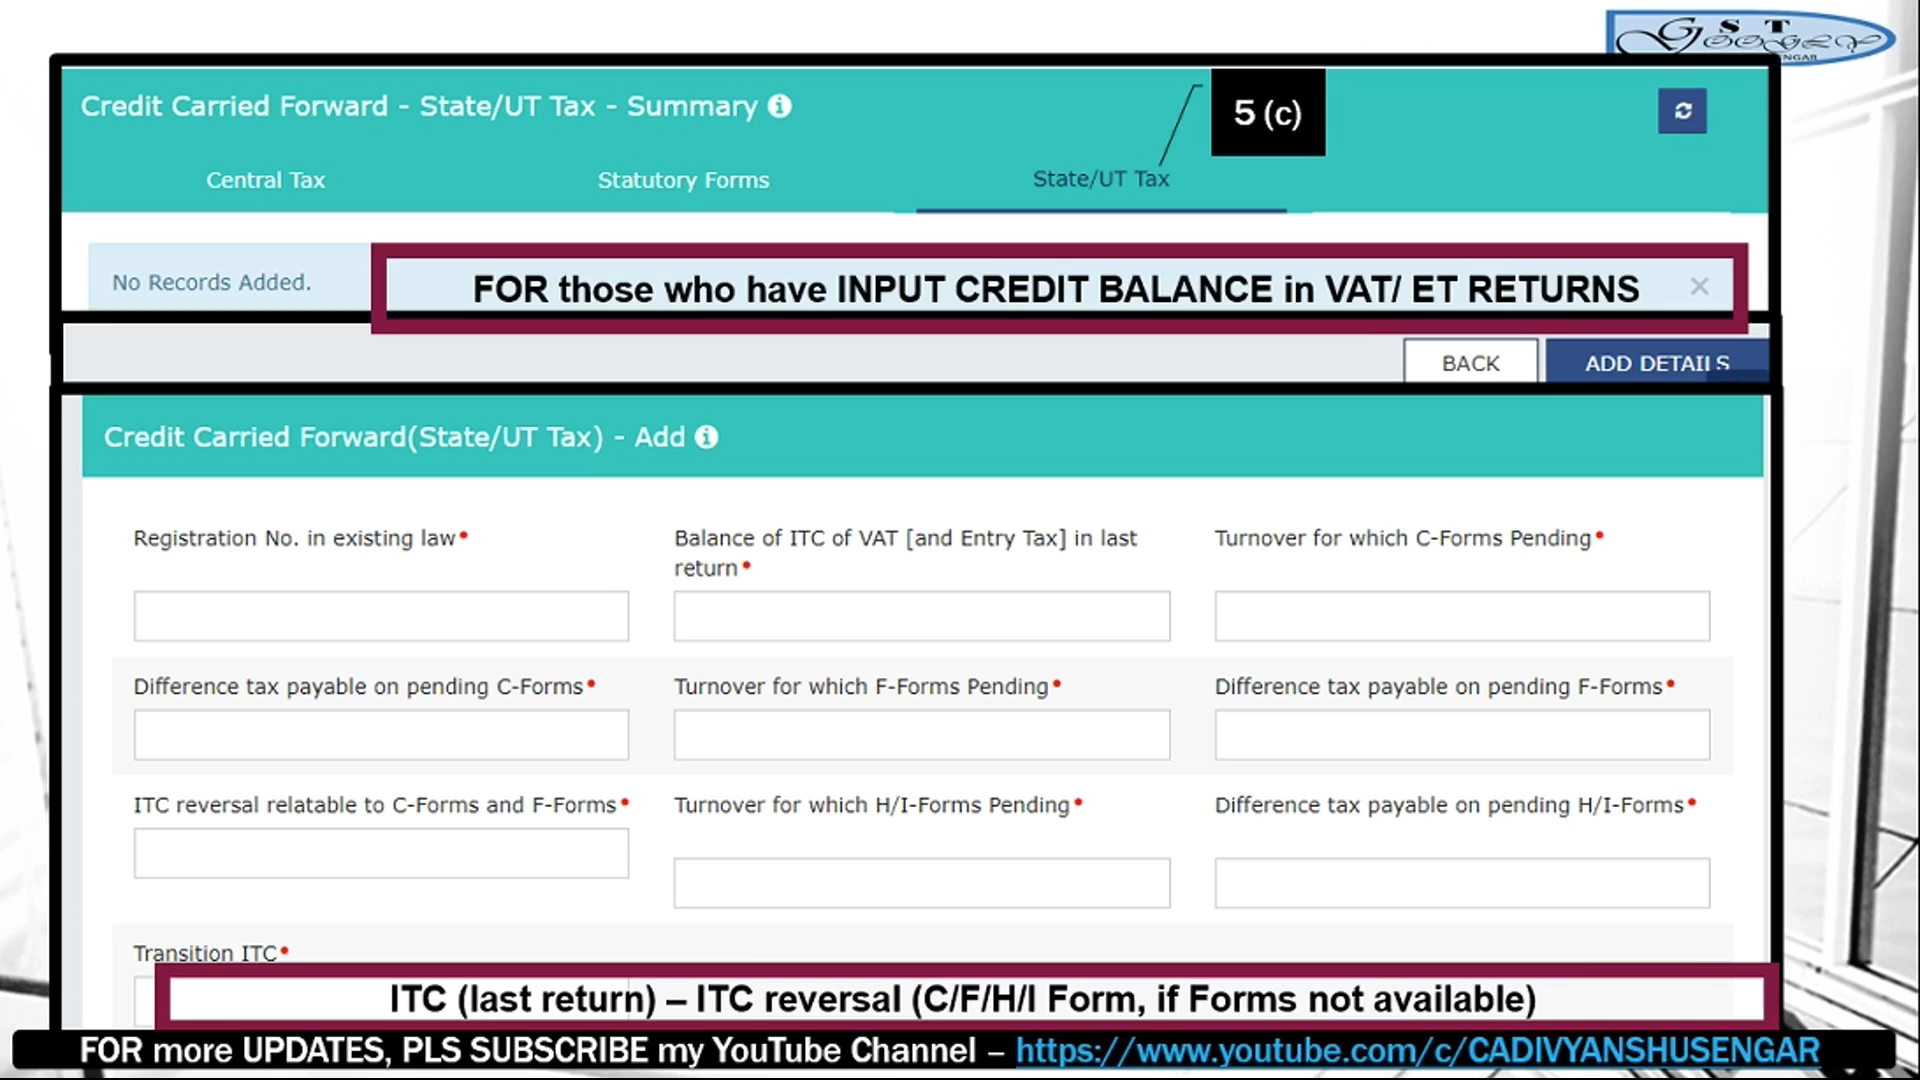 GST
GOOGLY
ENGAR
Credit Carried Forward - State/UT Tax - Summary
5 (c)
Central Tax
Statutory Forms
State/UT Tax
No Records Added.
FOR those who have INPUT CREDIT BALANCE in VAT/ ET RETURNS
BACK
ADD DETAILS
Credit Carried Forward(State/UT Tax) - Add
Registration No. in existing law•
Balance of ITC of VAT [and Entry Tax] in last
return•
Turnover for which C-Forms Pending•
Difference tax payable on pending C-Forms•
Turnover for which F-Forms Pending•
Difference tax payable on pending F-Forms•
ITC reversal relatable to C-Forms and F-Forms•
Turnover for which H/I-Forms Pending•
Difference tax payable on pending H/I-Forms•
Transition ITC•
ITC (last return) – ITC reversal (C/F/H/I Form, if Forms not available)
FOR more UPDATES, PLS SUBSCRIBE my YouTube Channel – https://www.youtube.com/c/CADIVYANSHUSENGAR